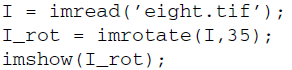 I = imread(’eight.tif’);
I_rot = imrotate(I,35);
imshow(I_rot);